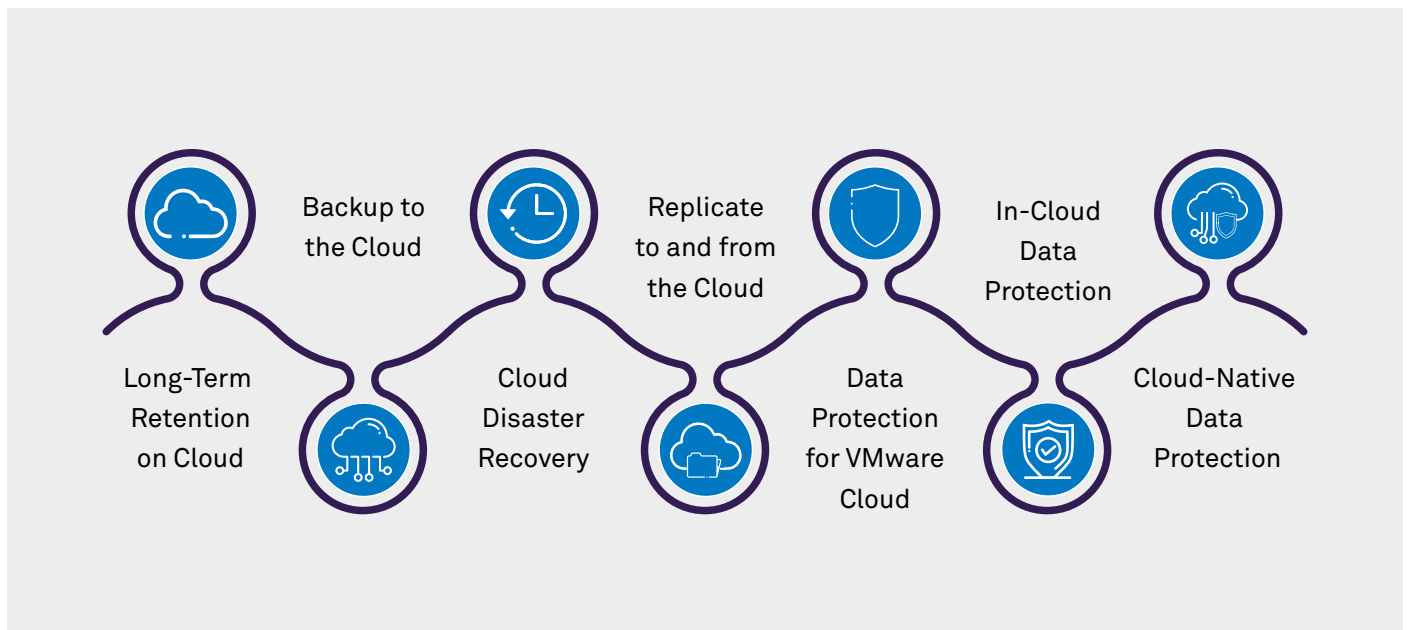 Long-Term
Retention
on Cloud
Backup to
the Cloud
Cloud
Disaster
Recovery
Replicate
to and from
the Cloud
Data
Protection
for VMware
Cloud
In-Cloud
Data
Protection
Cloud-Native
Data
Protection